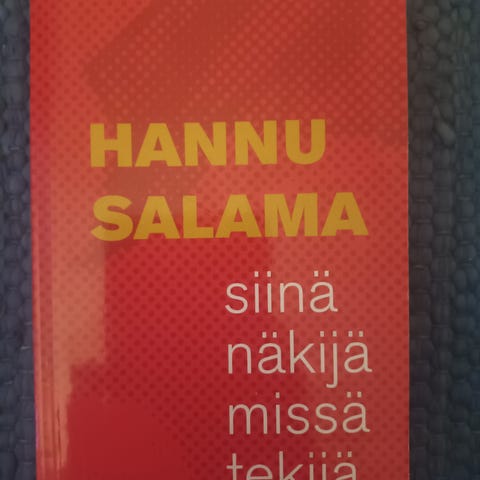 HANNU
SALAMA
siinä
näkijä
missä
tekijä